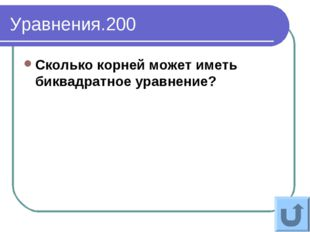 Уравнения.200
Сколько корней может иметь
биквадратное уравнение?